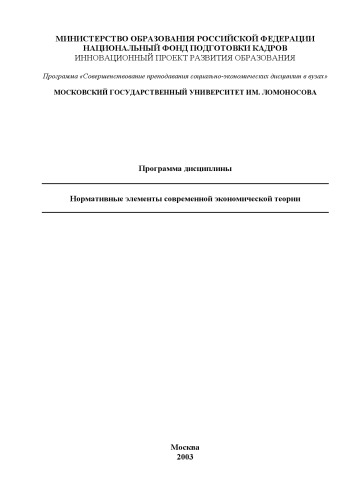 МИНИСТЕРСТВО ОБРАЗОВАНИЯ РОССИЙСКОЙ ФЕДЕРАЦИИ
НАЦИОНАЛЬНЫЙ ФОНД ПОДГОТОВКИ КАДРОВ
ИННОВАЦИОННЫЙ ПРОЕКТ РАЗВИТИЯ ОБРАЗОВАНИЯ
Программа «Совершенствование преподавания социально-экономических дисциплин в вузах»
МОСКОВСКИЙ ГОСУДАРСТВЕННЫЙ УНИВЕРСИТЕТ ИМ. ЛОМОНОСОВА
Программа дисциплины
Нормативные элементы современной экономической теории
Москва
2003